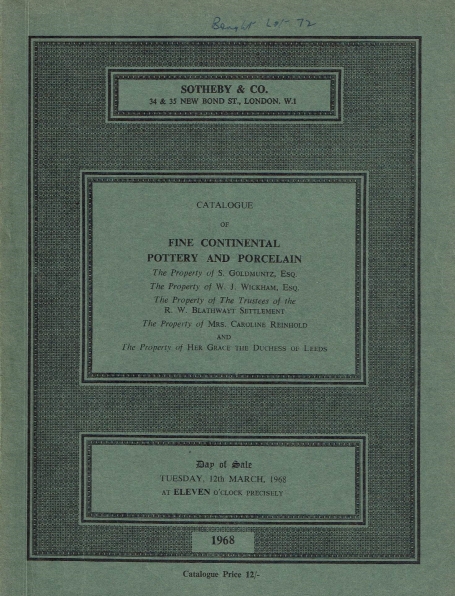 Bought Lot 72
SOTHEBY & CO.
34 & 35 NEW BOND ST., LONDON. W.1
CATALOGUE
OF
FINE CONTINENTAL
POTTERY AND PORCELAIN
The Property of S. GOLDMUNTZ, ESQ.
The Property of W. J. WICKHAM, ESQ.
The Property of The Trustees of the
R. W. BLATHWAYT SETTLEMENT
The Property of MRS. CAROLINE REINHOLD
AND
The Property of HER GRACE THE DUCHESS OF LEEDS
Day of Sale
TUESDAY, 12th MARCH, 1968
AT ELEVEN O'CLOCK PRECISELY
1968
Catalogue Price 12/-